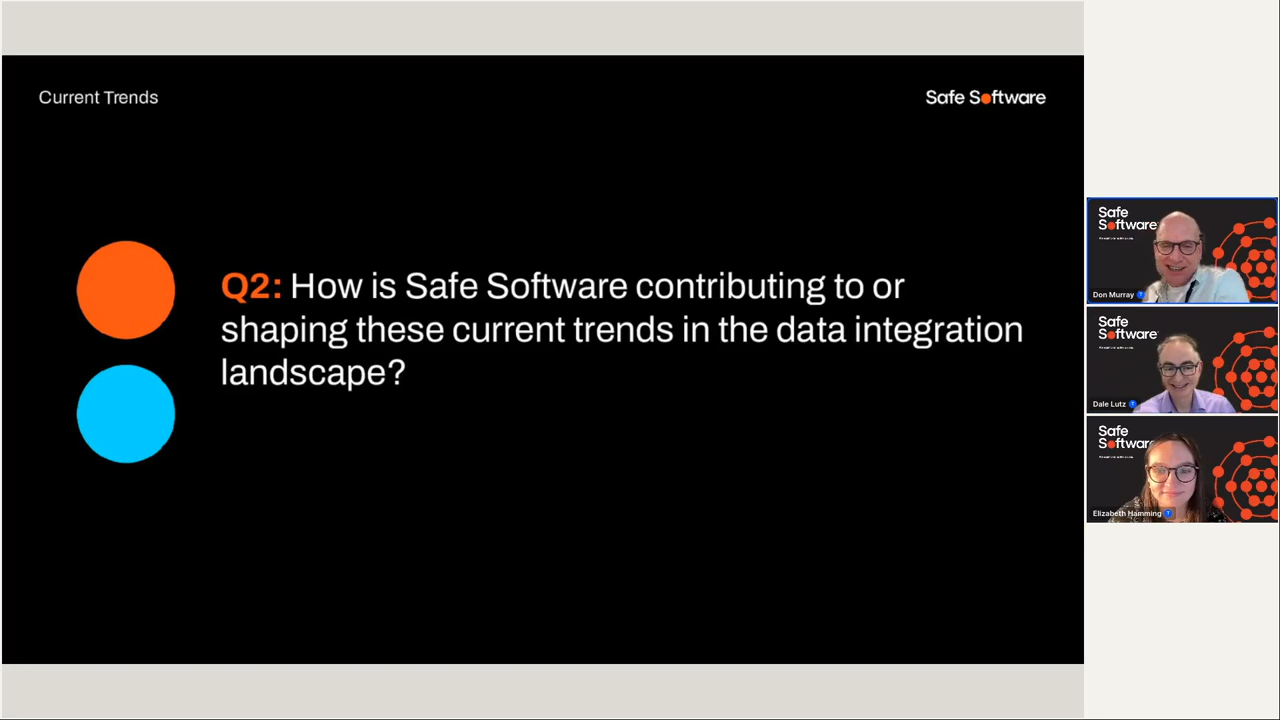 Current Trends
Safe Software
Q2: How is Safe Software contributing to or
shaping these current trends in the data integration
landscape?
Safe
Software
Don Murray
Safe
Software
Dale Lutz
Safe
Software
Elizabeth Hamming